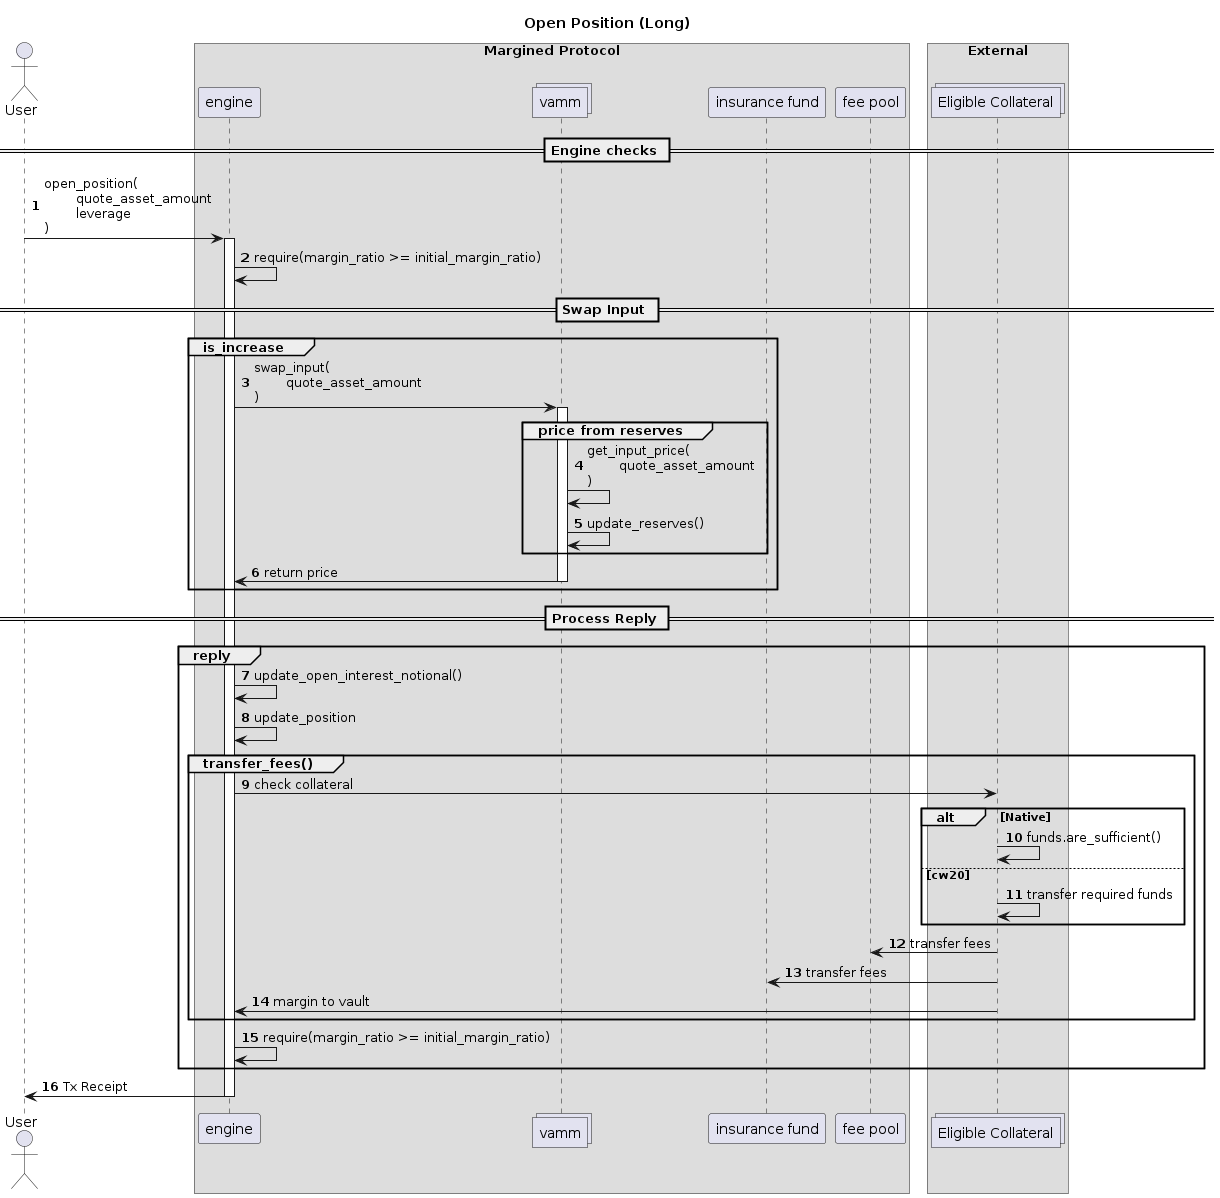 Open Position (Long)
Margined Protocol
External
User
engine
vamm
insurance fund
fee pool
Eligible Collateral
Engine checks
1 open_position(
quote_asset_amount
leverage
)
2 require(margin_ratio >= initial_margin_ratio)
Swap Input
is_increase
3 swap_input(
quote_asset_amount
)
price from reserves
4 get_input_price(
quote_asset_amount
)
5 update_reserves()
6 return price
Process Reply
reply
7 update_open_interest_notional()
8 update_position
transfer_fees()
9 check collateral
alt [Native]
10 funds.are_sufficient()
[cw20]
11 transfer required funds
12 transfer fees
13 transfer fees
14 margin to vault
15 require(margin_ratio >= initial_margin_ratio)
16 Tx Receipt
User
engine
vamm
insurance fund
fee pool
Eligible Collateral